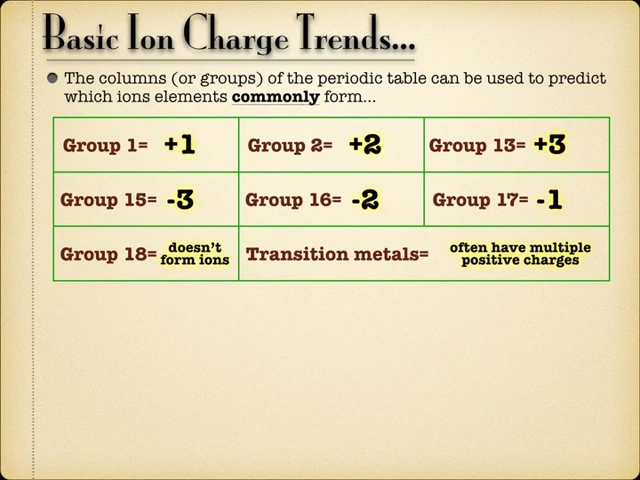 Basic Ion Charge Trends...
The columns (or groups) of the periodic table can be used to predict
which ions elements commonly form...
Group 1= +1 Group 2= +2 Group 13= +3
Group 15= -3 Group 16= -2 Group 17= -1
Group 18= doesn't form ions Transition metals= often have multiple positive charges